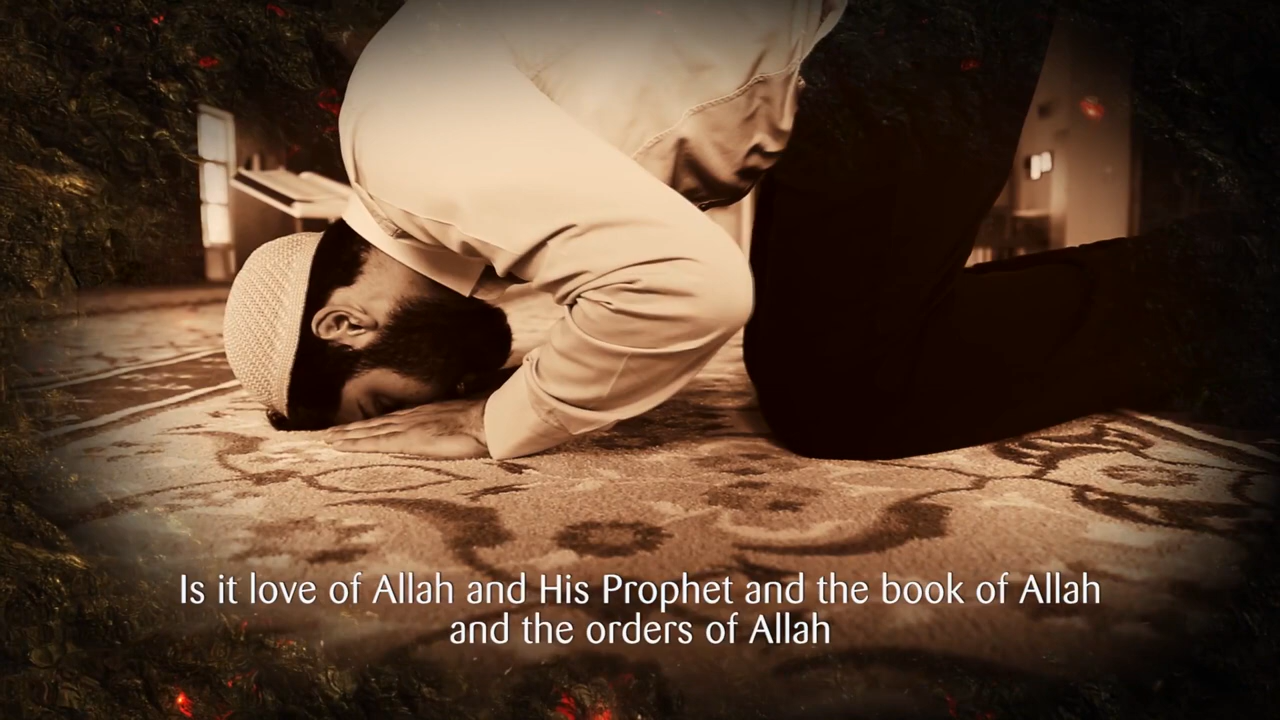 Is it love of Allah and His Prophet and the book of Allah
and the orders of Allah